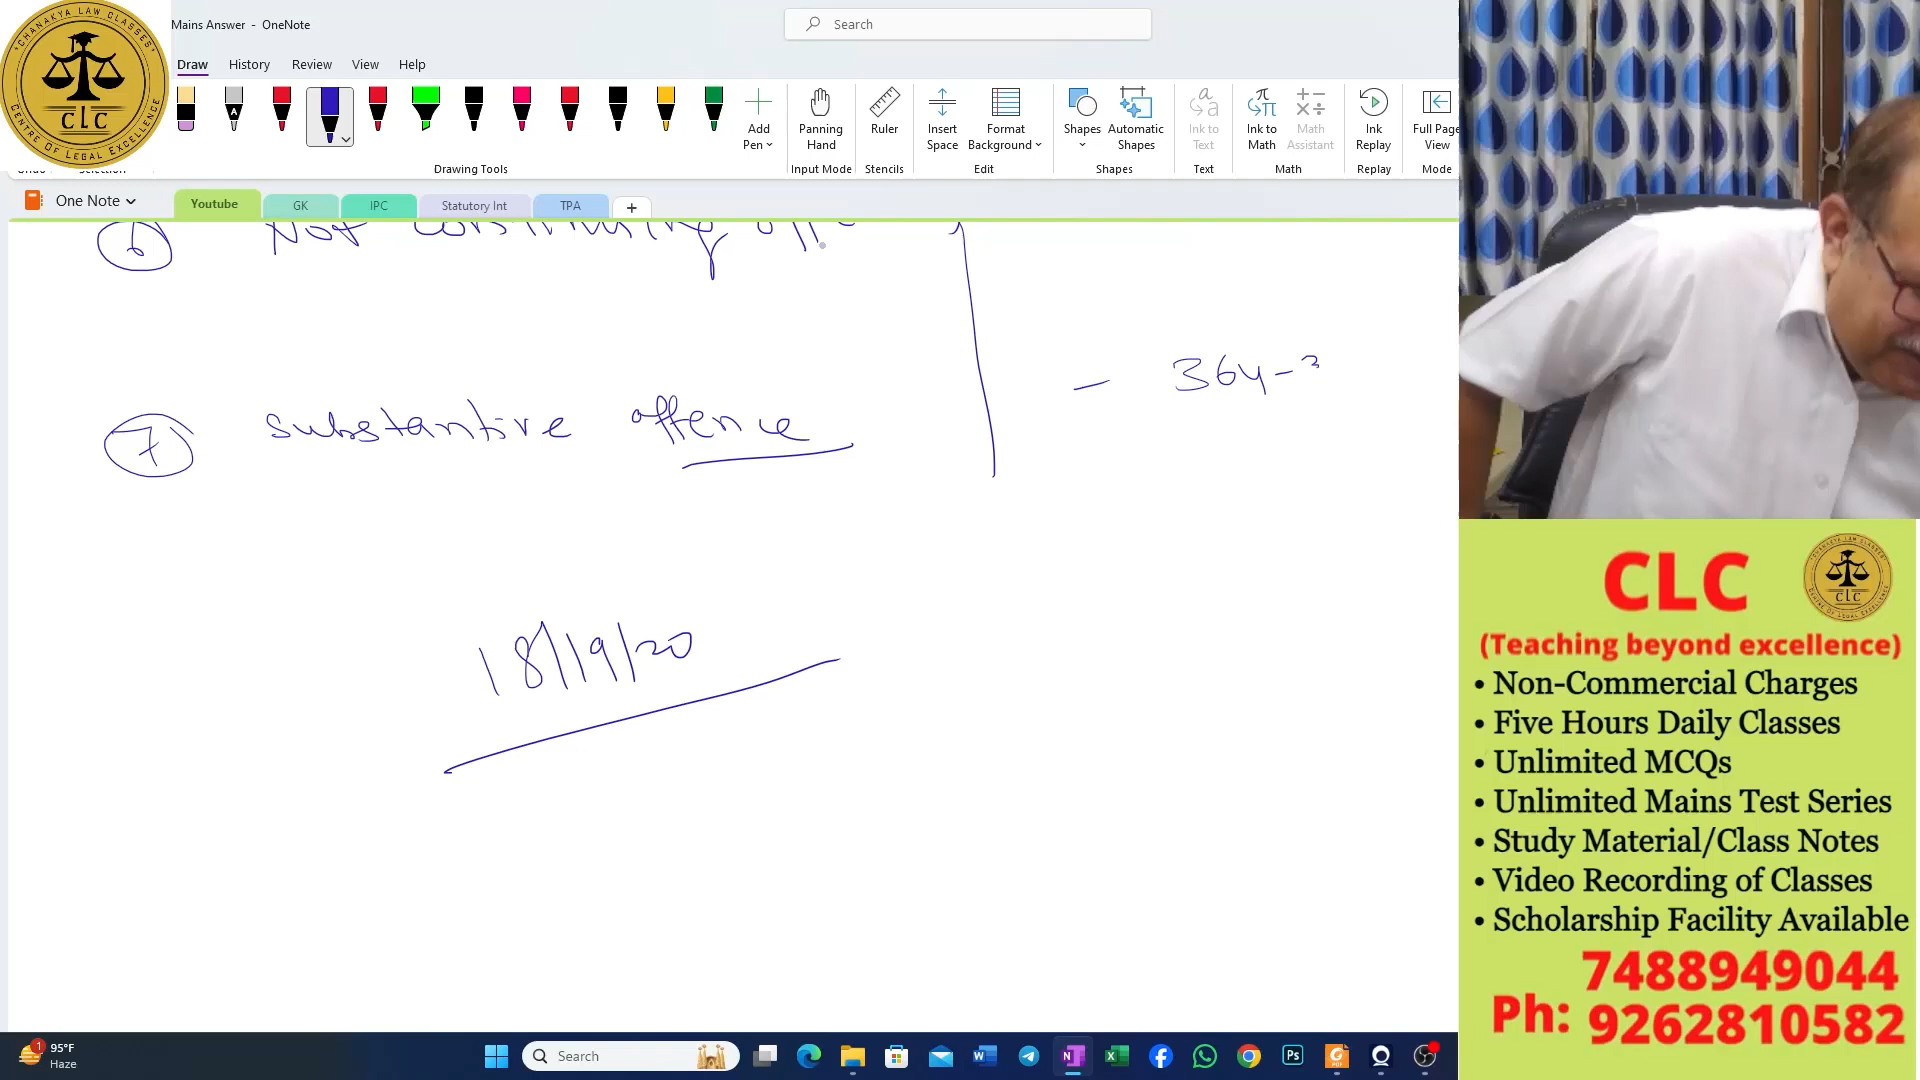 CHANAKYA LAW CLASSES
CLC
CENTRE OF LEGAL EXCELLENCE
Mains Answer - OneNote
Search
Draw History Review View Help
Add Pen
Panning Hand
Ruler
Insert Space
Format Background
Shapes
Automatic Shapes
Ink to Text
Ink to Math
Math Assistant
Ink Replay
Full Page View
Drawing Tools Input Mode Stencils Edit Shapes Text Math Replay Mode
One Note Youtube GK IPC Statutory Int TPA +
6 Not
364-
7 substantive offence
18/19/20
CLC
CLC
(Teaching beyond excellence)
• Non-Commercial Charges
• Five Hours Daily Classes
• Unlimited MCQs
• Unlimited Mains Test Series
• Study Material/Class Notes
• Video Recording of Classes
• Scholarship Facility Available
7488949044
Ph: 9262810582
1 95°F
Haze
Search